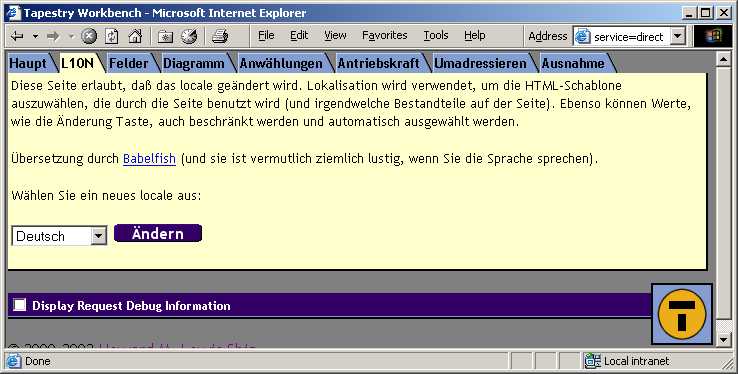 Tapestry Workbench - Microsoft Internet Explorer
File Edit View Favorites Tools Help Address service=direct
Haupt L10N Felder Diagramm Anwählungen Antriebskraft Umadressieren Ausnahme
Diese Seite erlaubt, daß das locale geändert wird. Lokalisation wird verwendet, um die HTML-Schablone
auszuwählen, die durch die Seite benutzt wird (und irgendwelche Bestandteile auf der Seite). Ebenso können Werte,
wie die Änderung Taste, auch beschränkt werden und automatisch ausgewählt werden.
Übersetzung durch Babelfish (und sie ist vermutlich ziemlich lustig, wenn Sie die Sprache sprechen).
Wählen Sie ein neues locale aus:
Deutsch Ändern
Display Request Debug Information
T
Done Local intranet